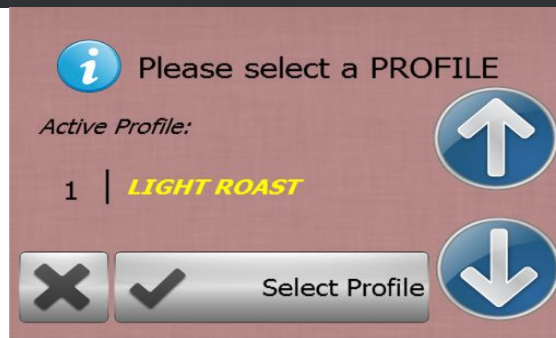 i Please select a PROFILE
Active Profile:
1 | LIGHT ROAST
Select Profile